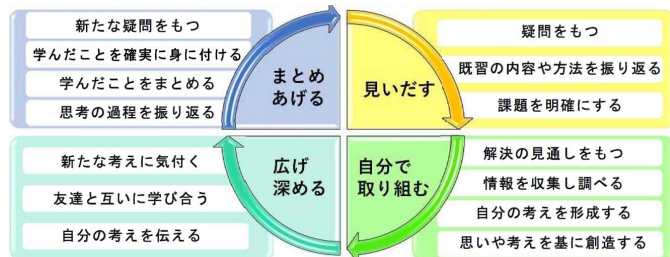 新たな疑問をもつ
学んだことを確実に身に付ける
学んだことをまとめる
思考の過程を振り返る
まとめ
あげる
見いだす
疑問をもつ
既習の内容や方法を振り返る
課題を明確にする
新たな考えに気付く
友達と互いに学び合う
自分の考えを伝える
広げ
深める
自分で
取り組む
解決の見通しをもつ
情報を収集し調べる
自分の考えを形成する
思いや考えを基に創造する